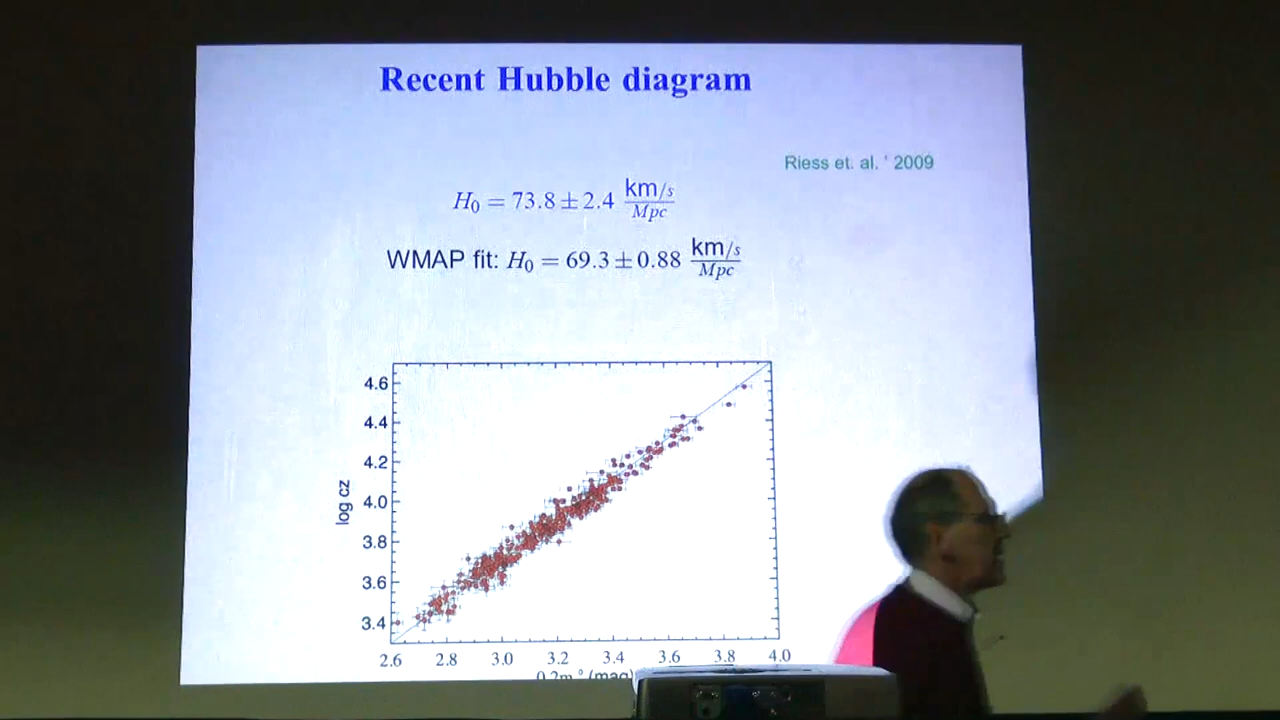 Recent Hubble diagram
Riess et. al. ' 2009
H₀ = 73.8 ± 2.4 km/s / Mpc
WMAP fit: H₀ = 69.3 ± 0.88 km/s / Mpc
4.6
4.4
4.2
4.0
3.8
3.6
3.4
log cz
2.6 2.8 3.0 3.2 3.4 3.6 3.8 4.0
(mag)